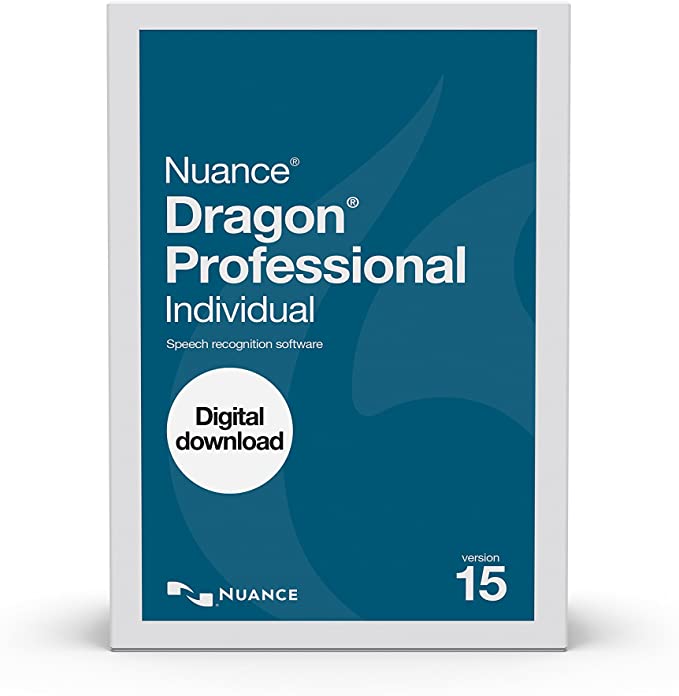 Nuance®
Dragon®
Professional
Individual
Speech recognition software
Digital
download
version
15
NUANCE